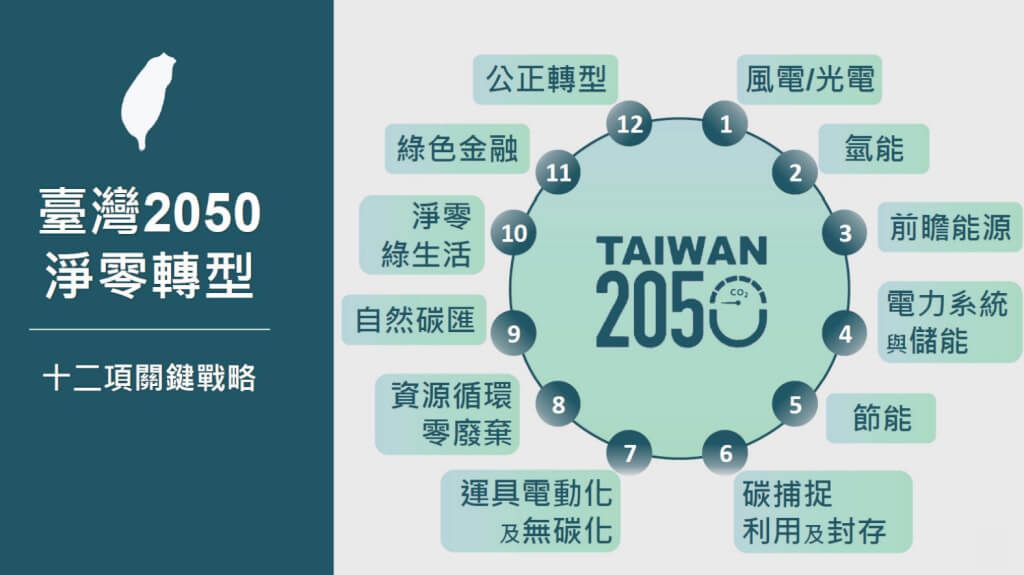 臺灣2050
淨零轉型
十二項關鍵戰略
TAIWAN
2050
CO₂
1
風電/光電
2
氫能
3
前瞻能源
4
電力系統
與儲能
5
節能
6
碳捕捉
利用及封存
7
運具電動化
及無碳化
8
資源循環
零廢棄
9
自然碳匯
10
淨零
綠生活
11
綠色金融
12
公正轉型